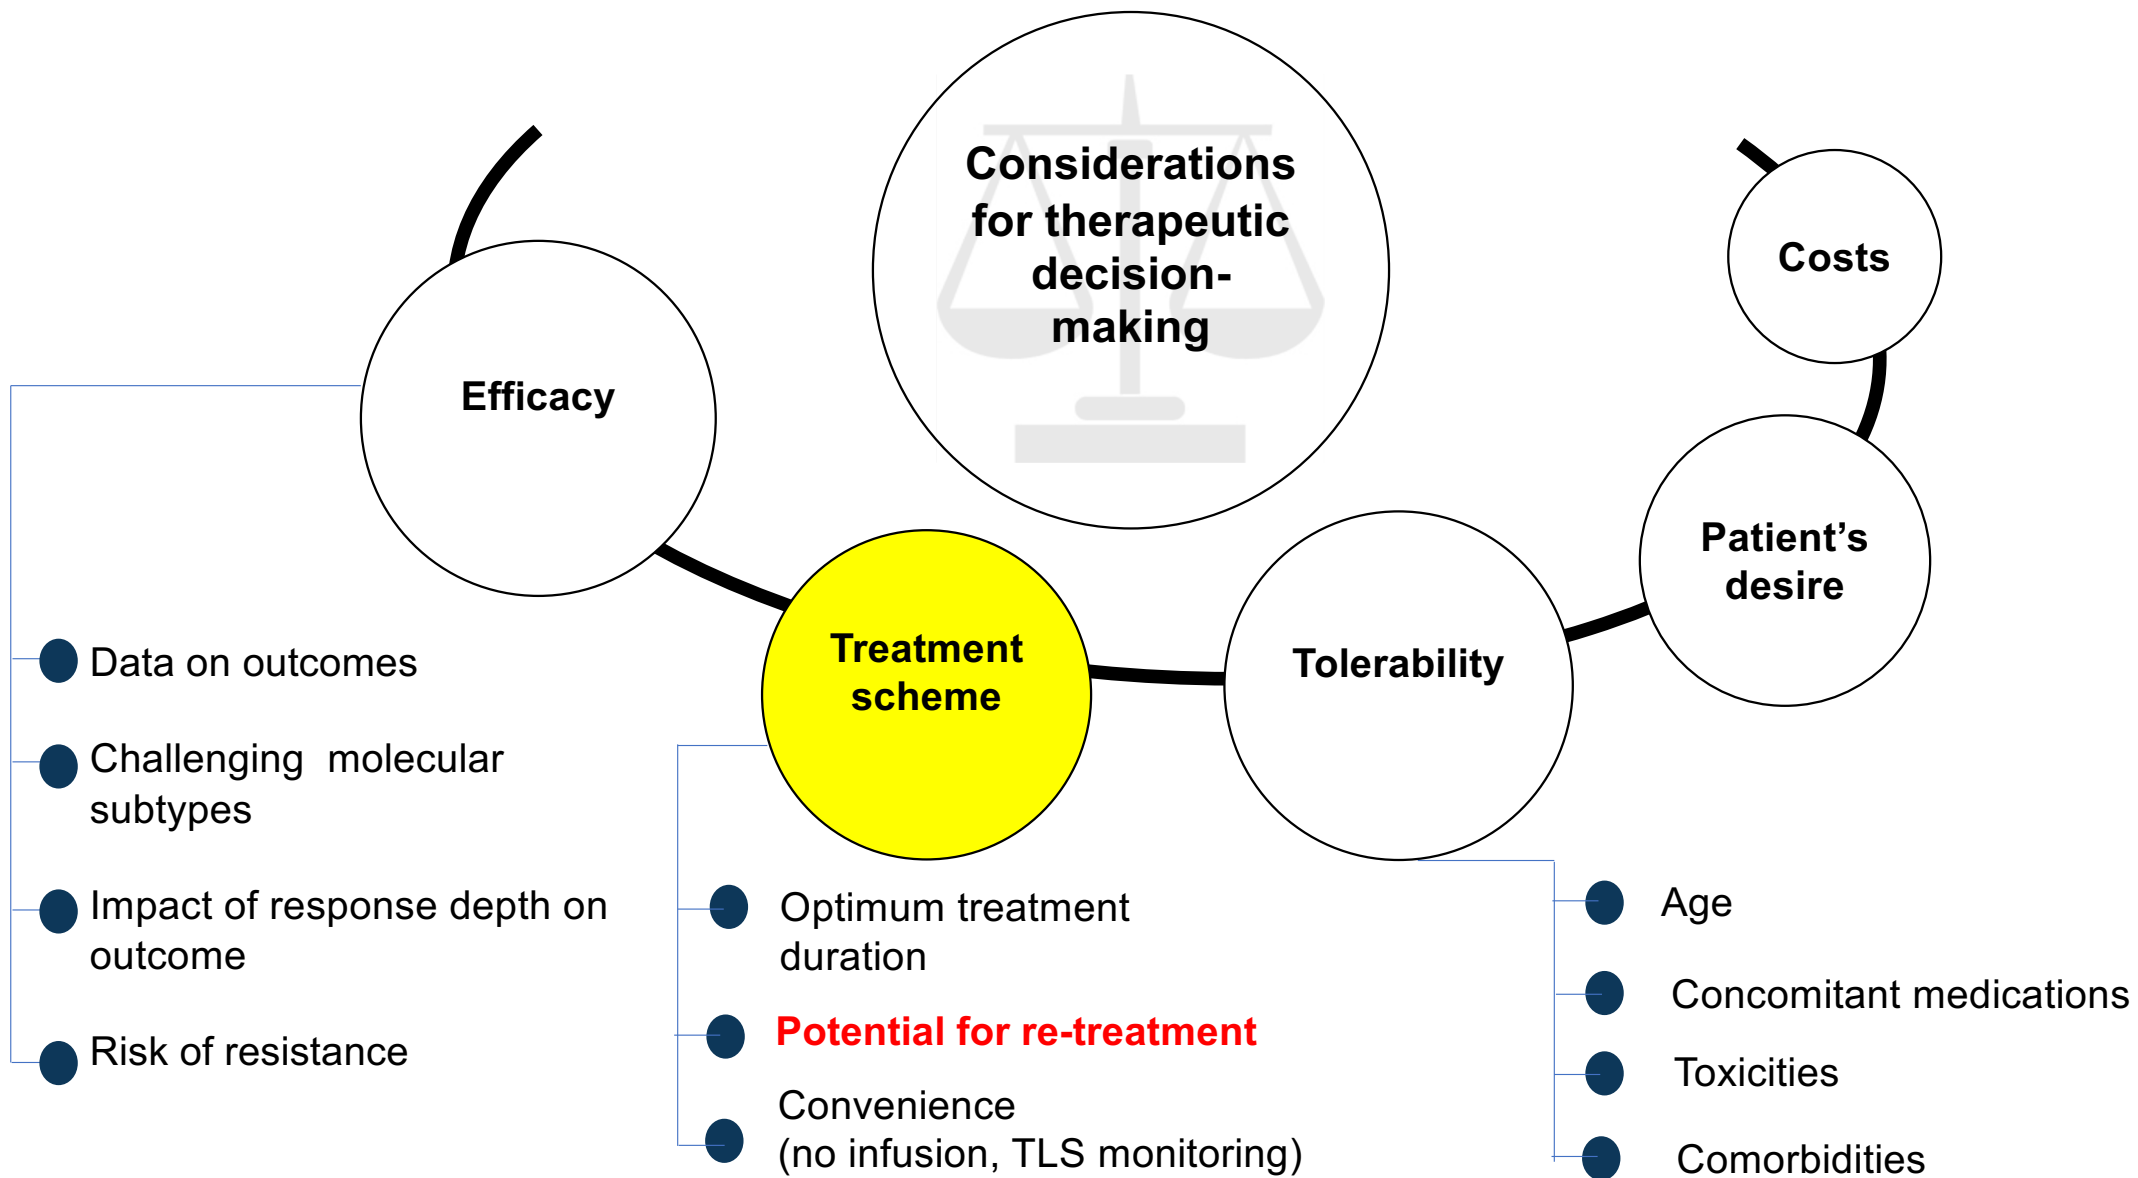 Considerations
for therapeutic
decision-
making
Efficacy
Data on outcomes
Challenging  molecular
subtypes
Impact of response depth on
outcome
Risk of resistance
Treatment
scheme
Optimum treatment
duration
Potential for re-treatment
Convenience
(no infusion, TLS monitoring)
Tolerability
Age
Concomitant medications
Toxicities
Comorbidities
Patient’s
desire
Costs